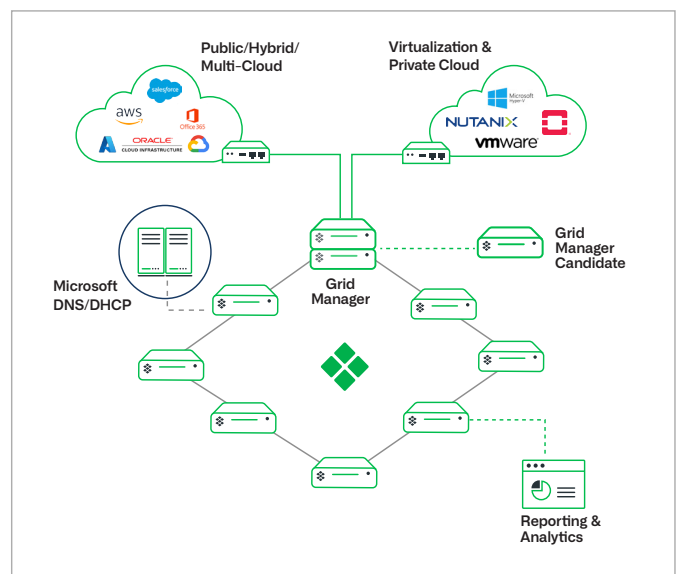 Public/Hybrid/
Multi-Cloud
Virtualization &
Private Cloud
salesforce
aws
Office 365
ORACLE
CLOUD INFRASTRUCTURE
Microsoft
Hyper-V
NUTANIX
vmware
Grid
Manager
Grid
Manager
Candidate
Microsoft
DNS/DHCP
Reporting &
Analytics